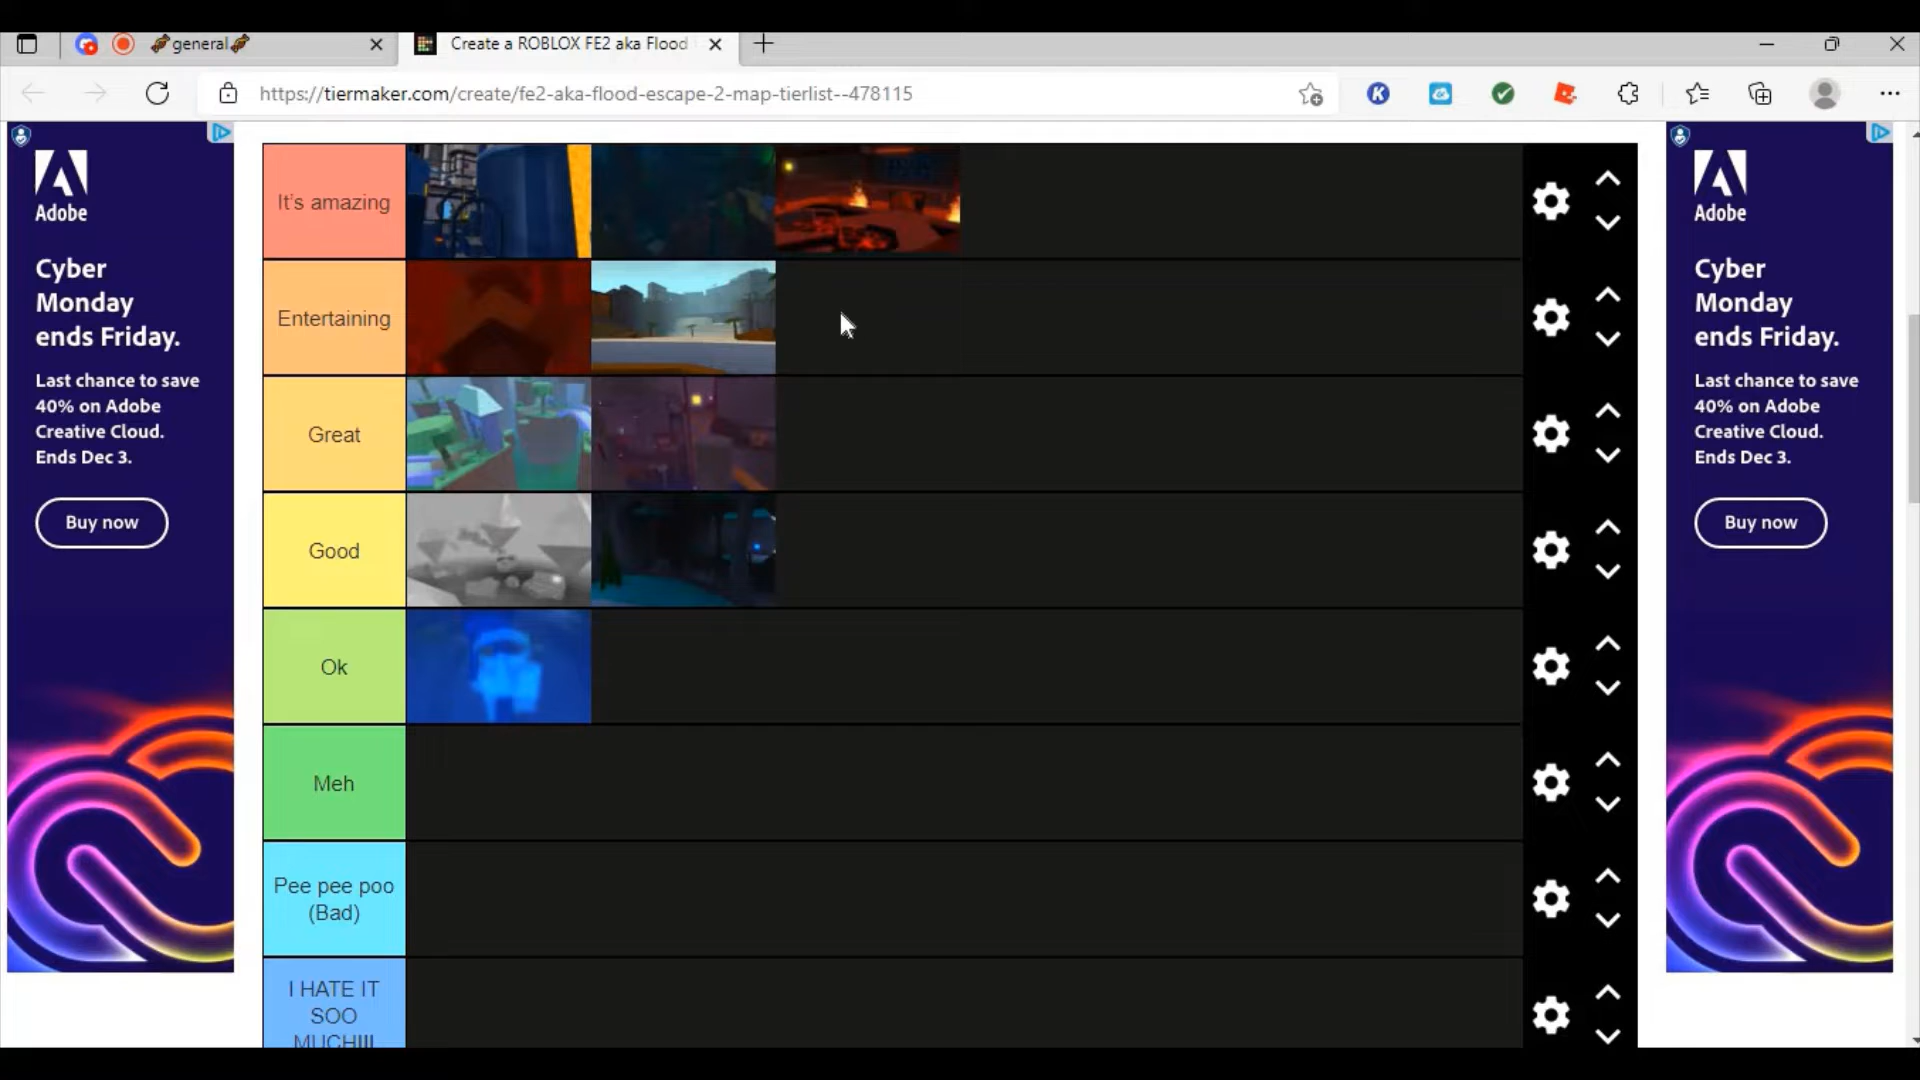 general
Create a ROBLOX FE2 aka Flood
https://tiermaker.com/create/fe2-aka-flood-escape-2-map-tierlist--478115
K
Adobe
Cyber
Monday
ends Friday.
Last chance to save
40% on Adobe
Creative Cloud.
Ends Dec 3.
Buy now
It's amazing
Entertaining
Great
Good
Ok
Meh
Pee pee poo
(Bad)
I HATE IT
SOO
MUCH!!!
Adobe
Cyber
Monday
ends Friday.
Last chance to save
40% on Adobe
Creative Cloud.
Ends Dec 3.
Buy now